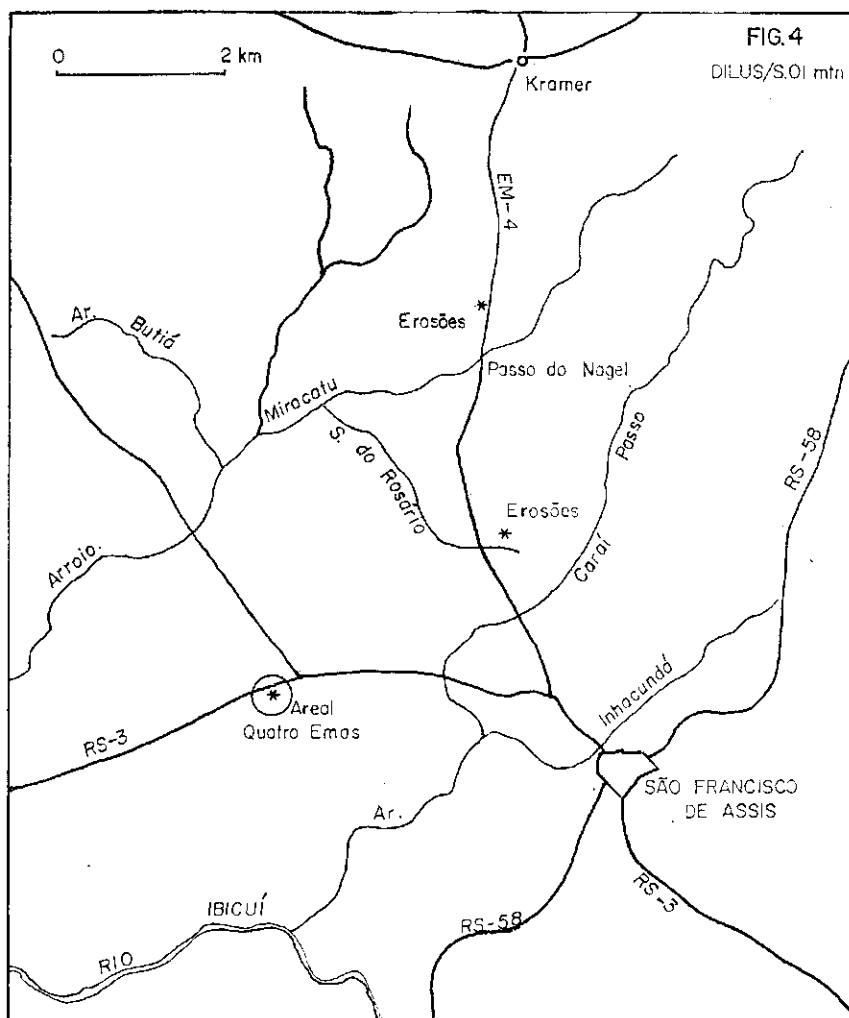 0 2 km
FIG.4
DILUS/S.01 mtn
Kramer
EM-4
Ar. Butiá
Erosões
Passo do Nagel
Miracatu
S. do Rosário
Passo
RS-58
Erosões
Caraí
Arroio.
Inhacundá
Areal
Quatro Emas
RS-3
SÃO FRANCISCO
DE ASSIS
Ar.
RS-3
RS-58
IBICUÍ
RIO